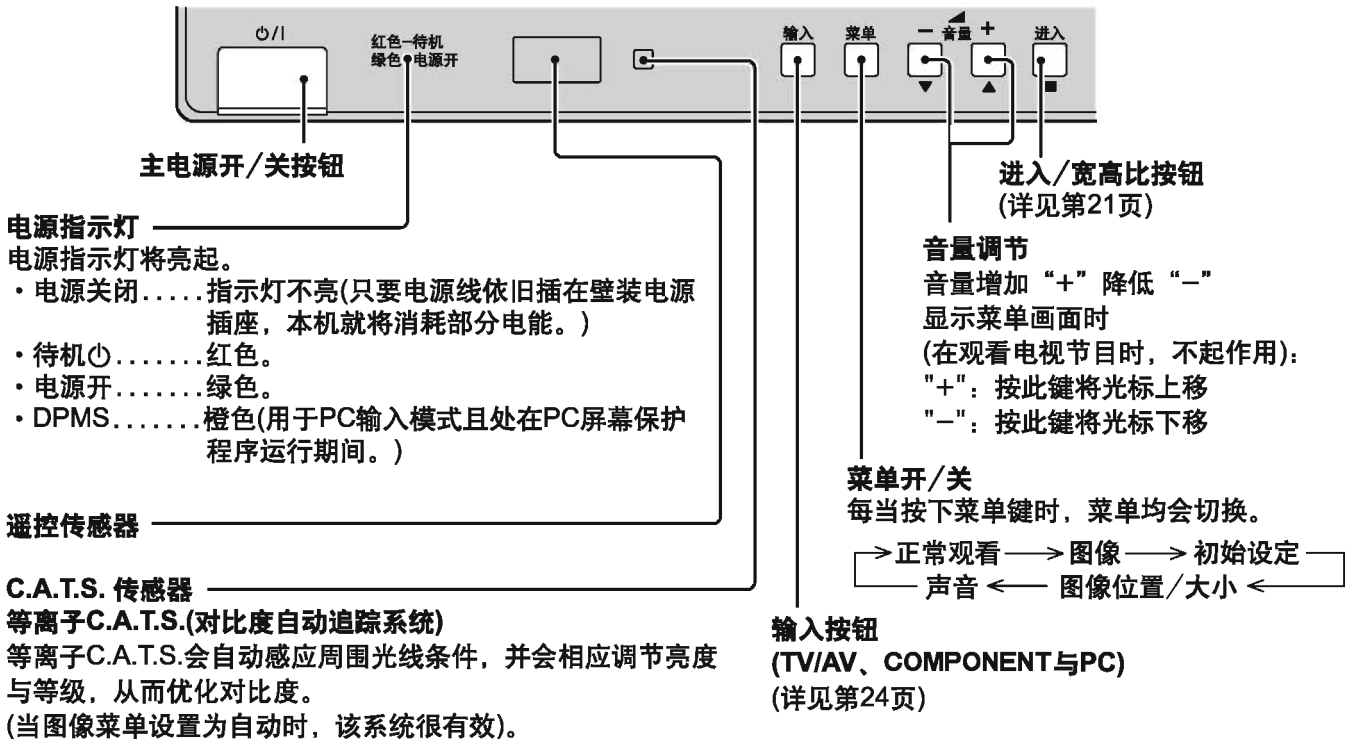 ⏻/I
红色–待机
绿色 电源开
输入
菜单
− 音量 +
进入
▼ ▲ ■
主电源开/关按钮
电源指示灯
电源指示灯将亮起。
・电源关闭.....指示灯不亮(只要电源线依旧插在壁装电源
插座，本机就将消耗部分电能。)
・待机⏻.......红色。
・电源开.......绿色。
・DPMS.......橙色(用于PC输入模式且处在PC屏幕保护
程序运行期间。)
遥控传感器
C.A.T.S. 传感器
等离子C.A.T.S.(对比度自动追踪系统)
等离子C.A.T.S.会自动感应周围光线条件，并会相应调节亮度
与等级，从而优化对比度。
(当图像菜单设置为自动时，该系统很有效)。
进入/宽高比按钮
(详见第21页)
音量调节
音量增加“+”降低“−”
显示菜单画面时
(在观看电视节目时，不起作用)：
"+"：按此键将光标上移
"−"：按此键将光标下移
菜单开/关
每当按下菜单键时，菜单均会切换。
正常观看 → 图像 → 初始设定
声音 ← 图像位置/大小 ←
输入按钮
(TV/AV、COMPONENT与PC)
(详见第24页)